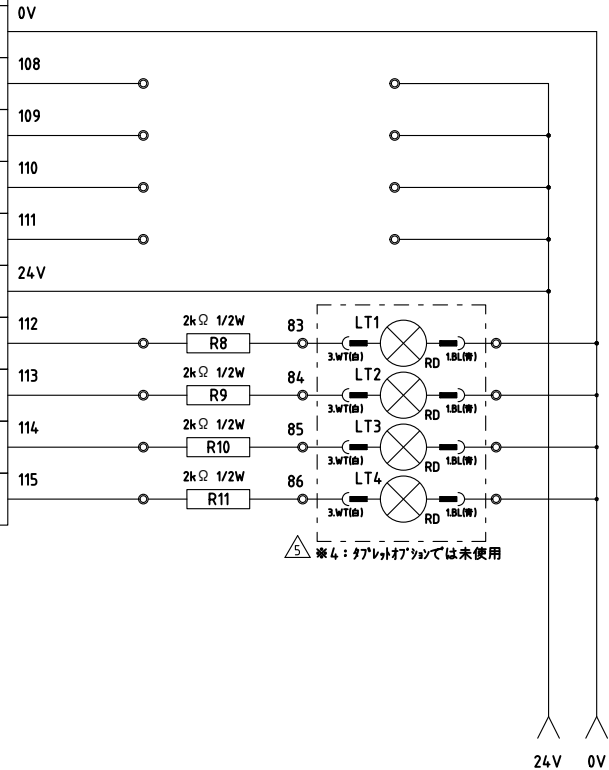 0V
108
109
110
111
24V
112
2kΩ 1/2W
R8
83
LT1
3.WT(白)
RD
1.BL(青)
113
2kΩ 1/2W
R9
84
LT2
3.WT(白)
RD
1.BL(青)
114
2kΩ 1/2W
R10
85
LT3
3.WT(白)
RD
1.BL(青)
115
2kΩ 1/2W
R11
86
LT4
3.WT(白)
RD
1.BL(青)
5
※4：ﾀﾌﾞﾚｯﾄｵﾌﾟｼｮﾝでは未使用
24V
0V